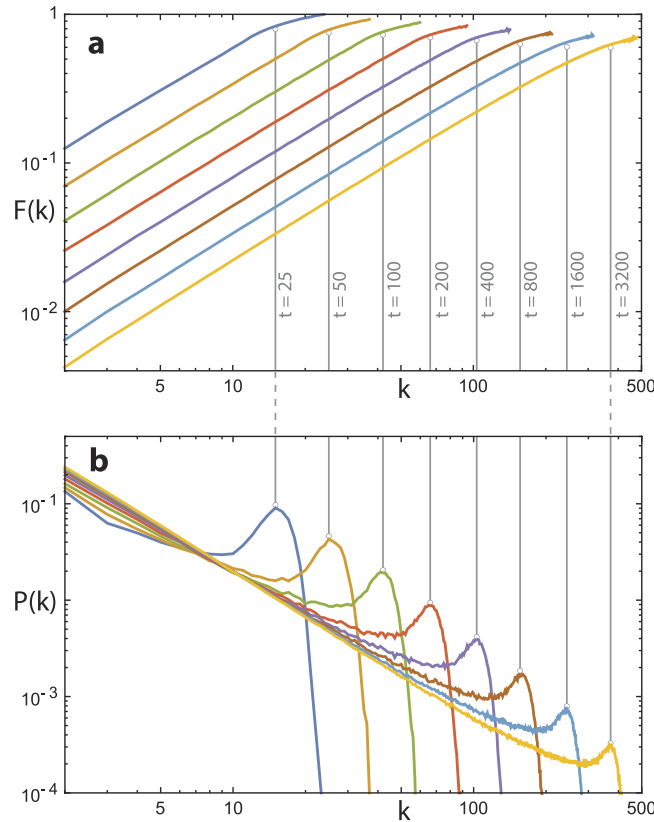 1
a
10^-1
F(k)
10^-2
t = 25
t = 50
t = 100
t = 200
t = 400
t = 800
t = 1600
t = 3200
5 10 k 100 500
b
10^-1
10^-2
P(k)
10^-3
10^-4
5 10 k 100 500